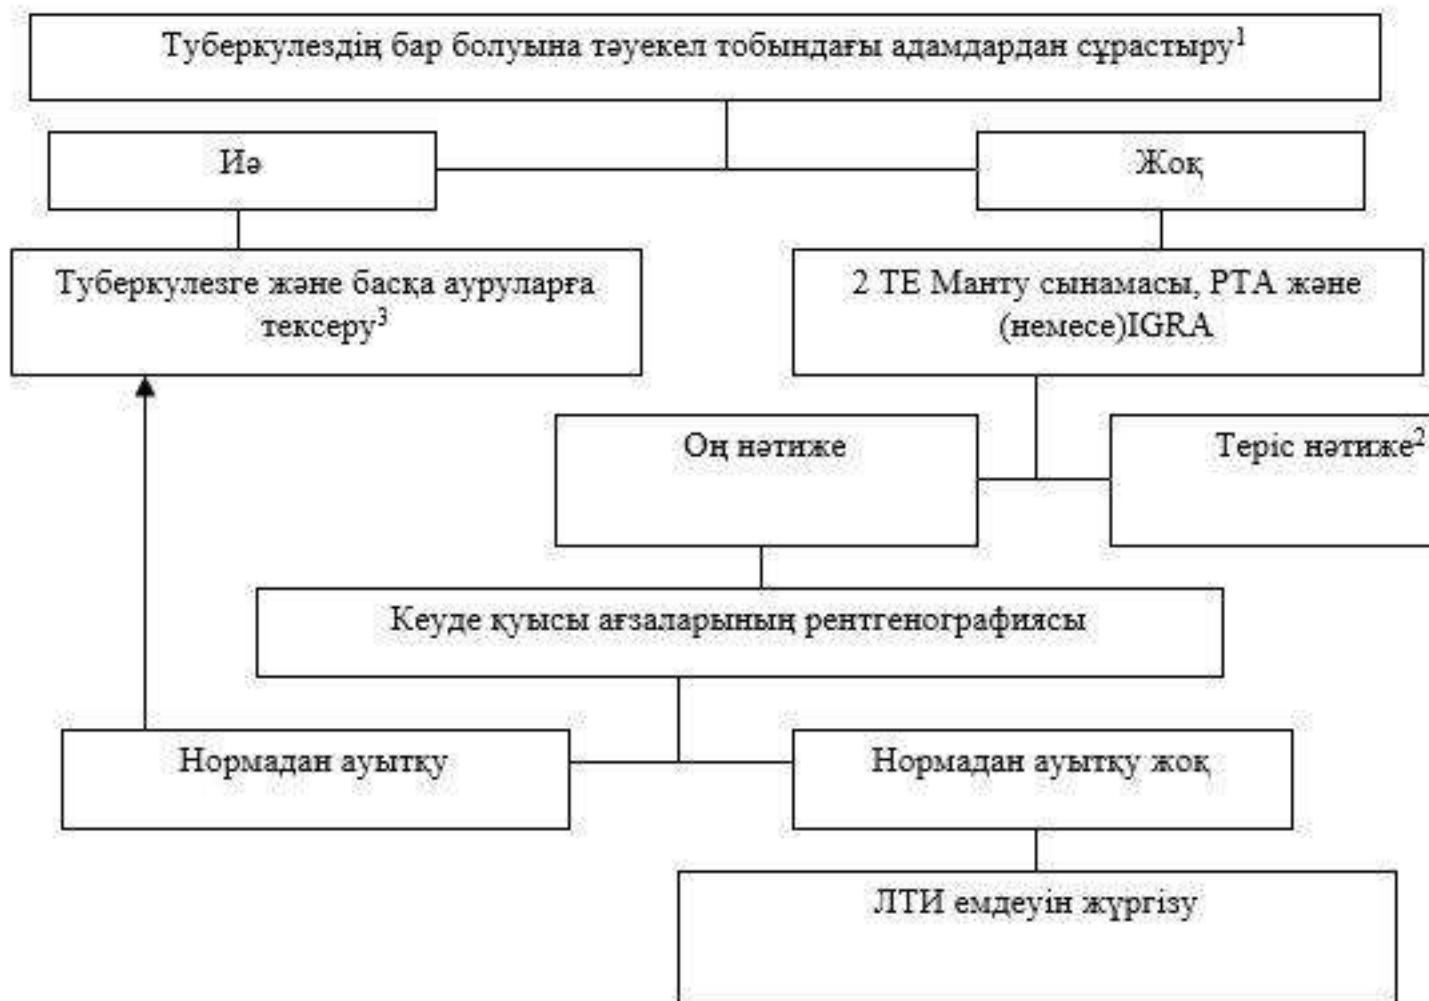 Туберкулездің бар болуына тәуекел тобындағы адамдардан сұрастыру¹
Иә
Жоқ
Туберкулезге және басқа ауруларға
тексеру³
2 ТЕ Манту сынамасы, РТА және
(немесе)IGRA
Оң нәтиже
Теріс нәтиже²
Кеуде қуысы ағзаларының рентгенографиясы
Нормадан ауытқу
Нормадан ауытқу жоқ
ЛТИ емдеуін жүргізу